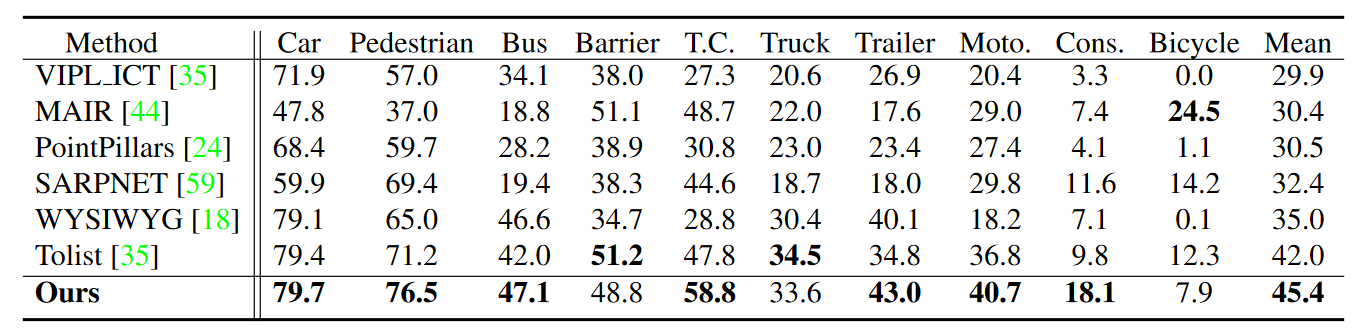 Method Car Pedestrian Bus Barrier T.C. Truck Trailer Moto. Cons. Bicycle Mean
VIPL_ICT [35] 71.9 57.0 34.1 38.0 27.3 20.6 26.9 20.4 3.3 0.0 29.9
MAIR [44] 47.8 37.0 18.8 51.1 48.7 22.0 17.6 29.0 7.4 24.5 30.4
PointPillars [24] 68.4 59.7 28.2 38.9 30.8 23.0 23.4 27.4 4.1 1.1 30.5
SARPNET [59] 59.9 69.4 19.4 38.3 44.6 18.7 18.0 29.8 11.6 14.2 32.4
WYSIWYG [18] 79.1 65.0 46.6 34.7 28.8 30.4 40.1 18.2 7.1 0.1 35.0
Tolist [35] 79.4 71.2 42.0 51.2 47.8 34.5 34.8 36.8 9.8 12.3 42.0
Ours 79.7 76.5 47.1 48.8 58.8 33.6 43.0 40.7 18.1 7.9 45.4